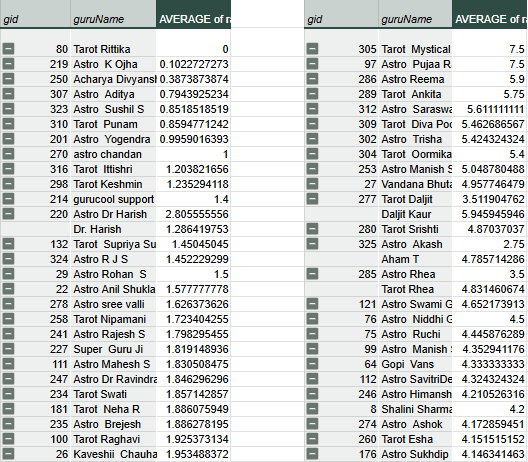 gid guruName AVERAGE of ra
80 Tarot Rittika 0
219 Astro K Ojha 0.1022727273
250 Acharya Divyansh 0.3873873874
307 Astro Aditya 0.7943925234
323 Astro Sushil S 0.8518518519
310 Tarot Punam 0.8594771242
201 Astro Yogendra 0.9959016393
270 astro chandan 1
316 Tarot Ittishri 1.203821656
298 Tarot Keshmin 1.235294118
214 gurucool support 1.4
220 Astro Dr Harish 2.805555556
Dr. Harish 1.286419753
132 Tarot Supriya Su 1.45045045
324 Astro R J S 1.452229299
29 Astro Rohan S 1.5
22 Astro Anil Shukla 1.577777778
278 Astro sree valli 1.626373626
258 Tarot Nipamani 1.723404255
241 Astro Rajesh S 1.798295455
227 Super Guru Ji 1.819148936
111 Astro Mahesh S 1.830508475
247 Astro Dr Ravindra 1.846296296
234 Tarot Swati 1.857142857
181 Tarot Neha R 1.886075949
235 Astro Brejesh 1.886278195
100 Tarot Raghavi 1.925373134
26 Kaveshii Chauha 1.953488372
gid guruName AVERAGE of ra
305 Tarot Mystical 7.5
97 Astro Pujaa R 7.5
286 Astro Reema 5.9
289 Tarot Ankita 5.75
312 Astro Saraswa 5.611111111
309 Tarot Diva Poo 5.462686567
302 Astro Trisha 5.424324324
304 Tarot Oormika 5.4
253 Astro Manish S 5.048780488
27 Vandana Bhuta 4.957746479
277 Tarot Daljit 3.511904762
Daljit Kaur 5.945945946
280 Tarot Srishti 4.87037037
325 Astro Akash 2.75
Aham T 4.785714286
285 Astro Rhea 3.5
Tarot Rhea 4.831460674
121 Astro Swami G 4.652173913
76 Astro Niddhi G 4.5
75 Astro Ruchi 4.445876289
99 Astro Manish S 4.352941176
64 Gopi Vans 4.333333333
112 Astro SavitriDe 4.324324324
246 Astro Himansh 4.210526316
8 Shalini Sharma 4.2
274 Astro Ashok 4.172859451
260 Tarot Esha 4.151515152
176 Astro Sukhdip 4.146341463